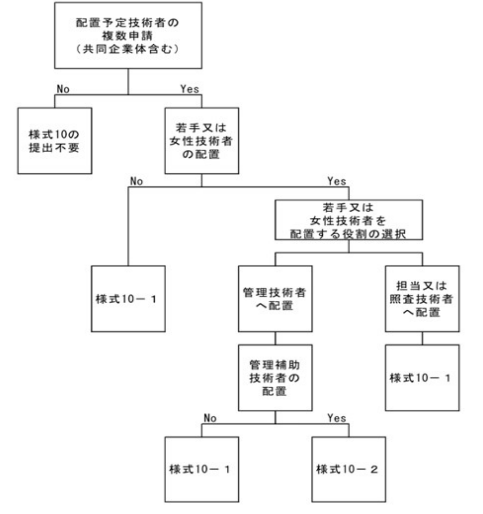 配置予定技術者の
複数申請
（共同企業体含む）
No
Yes
様式10の
提出不要
若手又は
女性技術者
の配置
No
Yes
若手又は
女性技術者を
配置する役割の選択
様式10－1
管理技術者
へ配置
担当又は
照査技術者
へ配置
管理補助
技術者の
配置
様式10－1
No
Yes
様式10－1
様式10－2